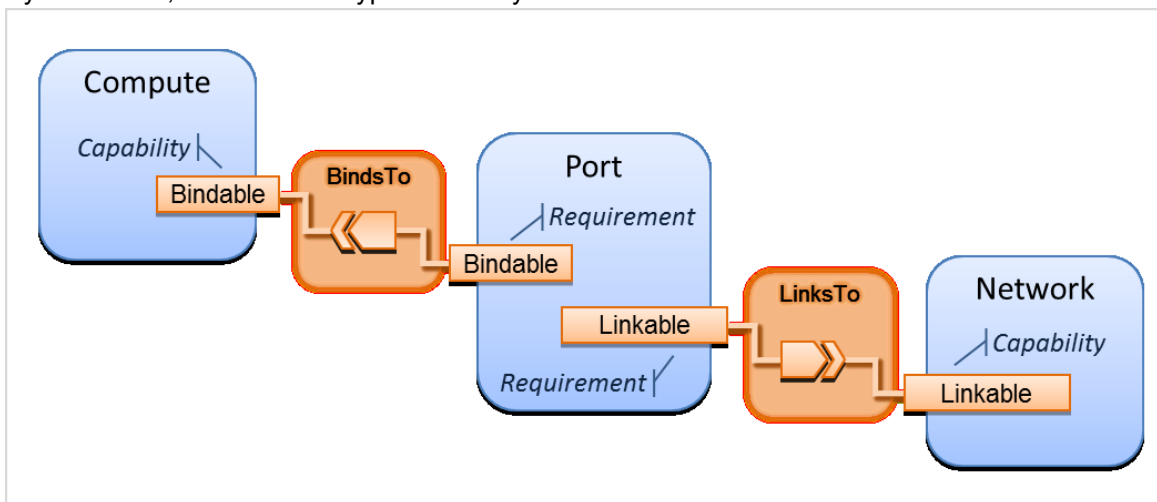 Compute
Capability
Bindable
BindsTo
Port
Requirement
Bindable
Linkable
Requirement
LinksTo
Network
Capability
Linkable